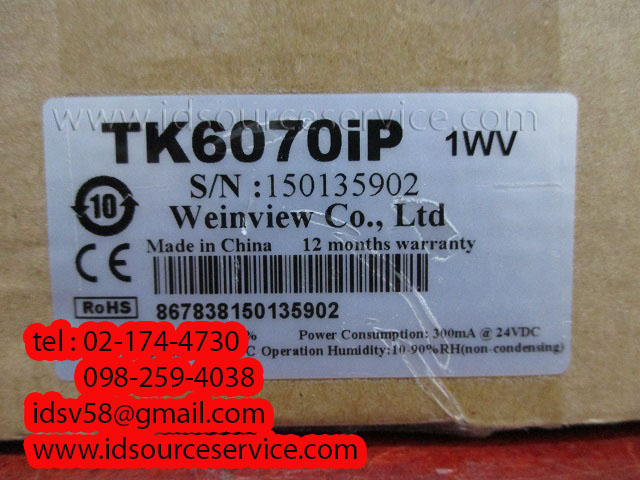 www.idsourceservice.com
TK6070iP 1WV
S/N :150135902
10
Weinview Co., Ltd
Made in China 12 months warranty
CE
RoHS
867838150135902
% Power Consumption: 300mA @ 24VDC
C Operation Humidity:10-90%RH(non-condensing)
tel : 02-174-4730
098-259-4038
idsv58@gmail.com
www.idsourceservice.com